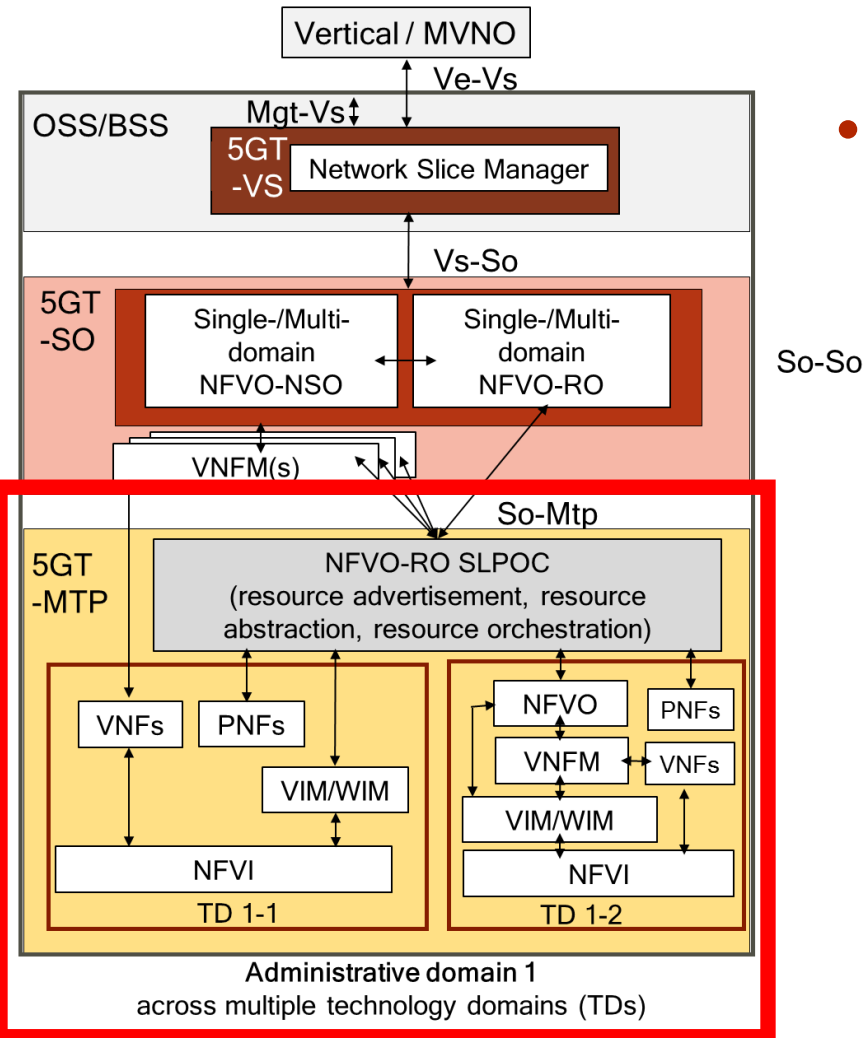 Vertical / MVNO
Ve-Vs
Mgt-Vs
OSS/BSS
5GT
-VS
Network Slice Manager
Vs-So
5GT
-SO
Single-/Multi-
domain
NFVO-NSO
Single-/Multi-
domain
NFVO-RO
So-So
VNFM(s)
So-Mtp
5GT
-MTP
NFVO-RO SLPOC
(resource advertisement, resource
abstraction, resource orchestration)
VNFs
PNFs
VIM/WIM
NFVI
TD 1-1
NFVO
PNFs
VNFM
VNFs
VIM/WIM
NFVI
TD 1-2
Administrative domain 1
across multiple technology domains (TDs)